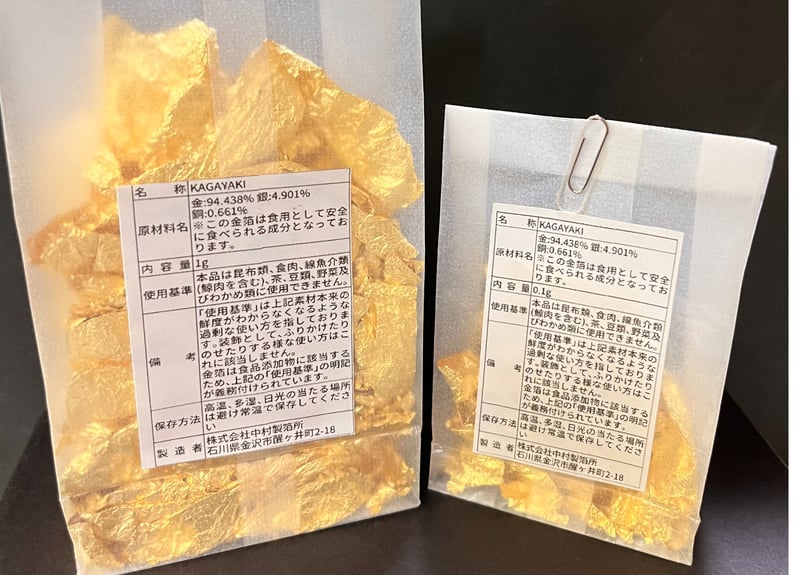 名 称 KAGAYAKI
原材料名
金:94.438% 銀:4.901%
銅:0.661%
※この金箔は食用として安全
に食べられる成分となってお
ります。
内 容 量 1g
使用基準
本品は昆布類、食肉、線魚介類
(鯨肉を含む)、茶、豆類、野菜及
びわかめ類に使用できません。
備 考
「使用基準」は上記素材本来の
鮮度がわからなくなるような
過剰な使い方を指しておりま
す。装飾として、ふりかけたり
のせたりする様な使い方はこ
れに該当しません。
金箔は食品添加物に該当する
ため、上記の「使用基準」の明記
が義務付けられています。
保存方法
高温、多湿、日光の当たる場所
は避け常温で保存してくださ
い
製 造 者
株式会社中村製箔所
石川県金沢市醒ヶ井町2-18
名 称 KAGAYAKI
原材料名
金:94.438% 銀:4.901%
銅:0.661%
※この金箔は食用として安全
に食べられる成分となってお
ります。
内 容 量 0.1g
使用基準
本品は昆布類、食肉、線魚介類
(鯨肉を含む)、茶、豆類、野菜及
びわかめ類に使用できません。
備 考
「使用基準」は上記素材本来の
鮮度がわからなくなるような
過剰な使い方を指しておりま
す。装飾として、ふりかけたり
のせたりする様な使い方はこ
れに該当しません。
金箔は食品添加物に該当する
ため、上記の「使用基準」の明記
が義務付けられています。
保存方法
高温、多湿、日光の当たる場所
は避け常温で保存してくださ
い
製 造 者
株式会社中村製箔所
石川県金沢市醒ヶ井町2-18